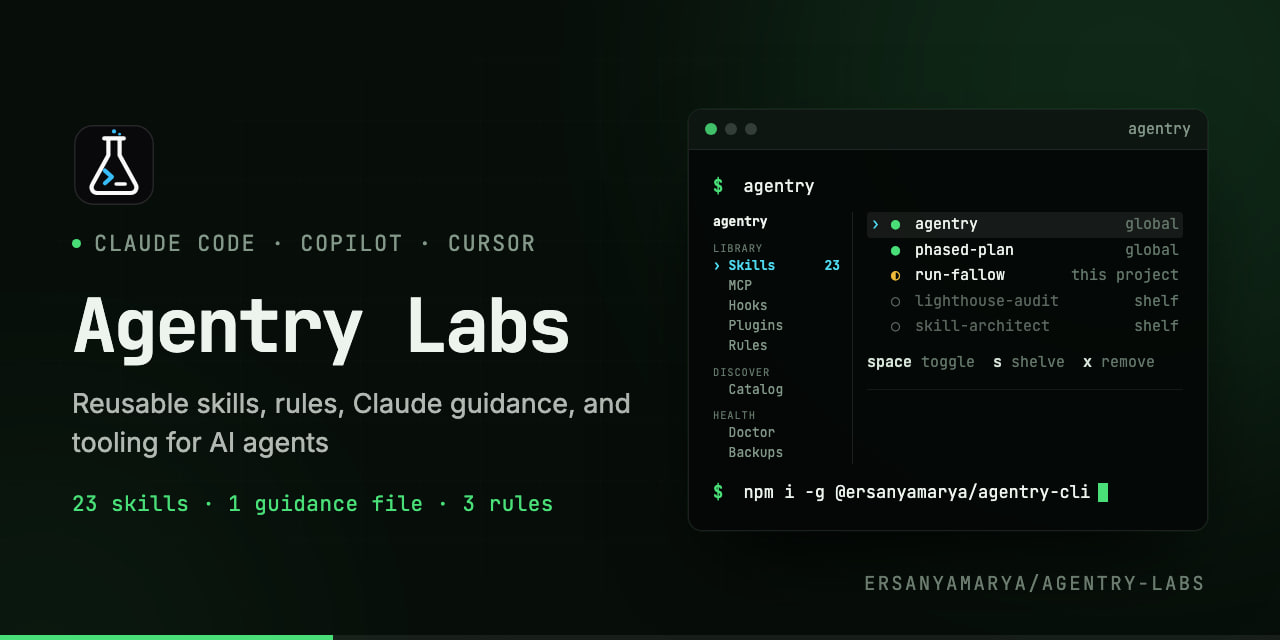 CLAUDE CODE · COPILOT · CURSOR
Agentry Labs
Reusable skills, rules, Claude guidance, and
tooling for AI agents
23 skills · 1 guidance file · 3 rules
agentry
$ agentry
agentry
LIBRARY
› Skills 23
MCP
Hooks
Plugins
Rules
DISCOVER
Catalog
HEALTH
Doctor
Backups
› ● agentry global
● phased-plan global
◐ run-fallow this project
○ lighthouse-audit shelf
○ skill-architect shelf
space toggle s shelve x remove
$ npm i -g @ersanyamarya/agentry-cli
ERSANYAMARYA/AGENTRY-LABS